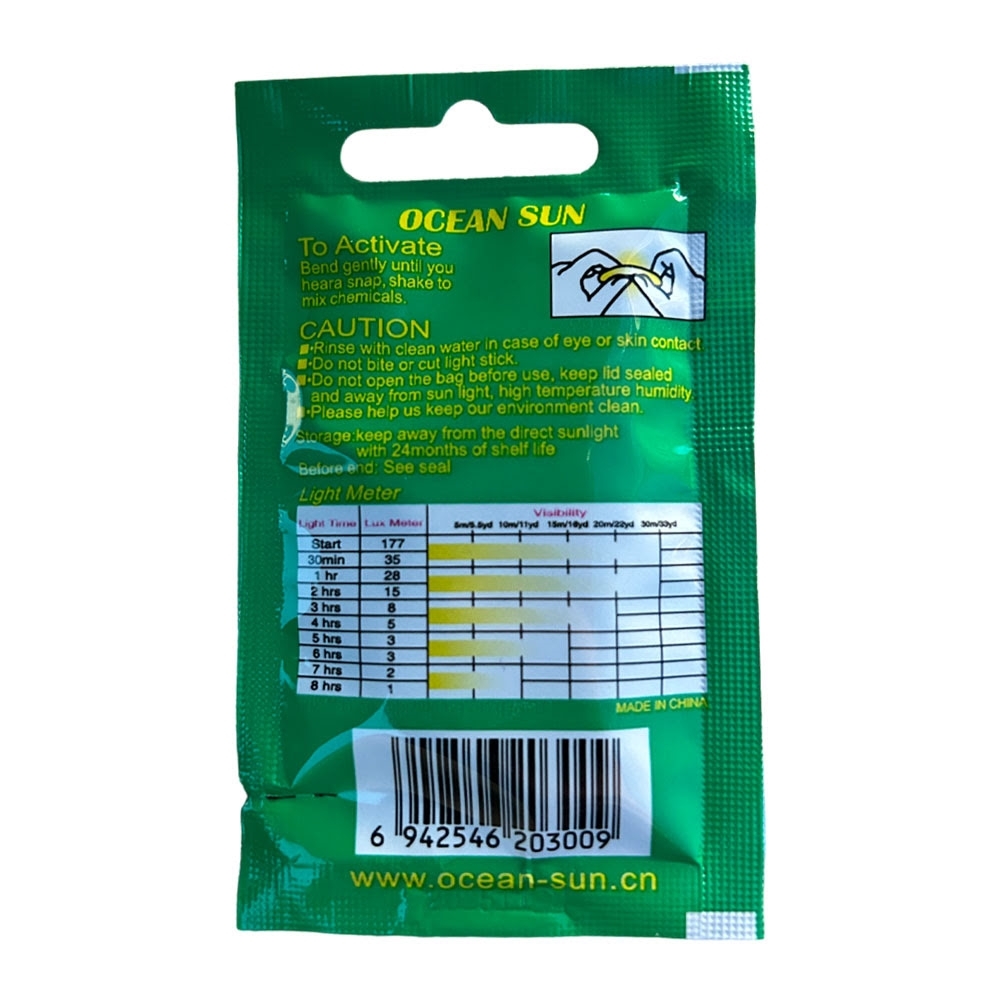 OCEAN SUN
To Activate
Bend gently until you
heara snap, shake to
mix chemicals.
CAUTION
•Rinse with clean water in case of eye or skin contact
•Do not bite or cut light stick.
•Do not open the bag before use, keep lid sealed
and away from sun light, high temperature humidity.
•Please help us keep our environment clean.
Storage:keep away from the direct sunlight
with 24months of shelf life
Before end: See seal
Light Meter
Light Time Lux Meter Visibility
5m/5.5yd 10m/11yd 15m/16yd 20m/22yd 30m/33yd
Start 177
30min 35
1 hr 28
2 hrs 15
3 hrs 8
4 hrs 5
5 hrs 3
6 hrs 3
7 hrs 2
8 hrs 1
MADE IN CHINA
6 942546 203009
www.ocean-sun.cn